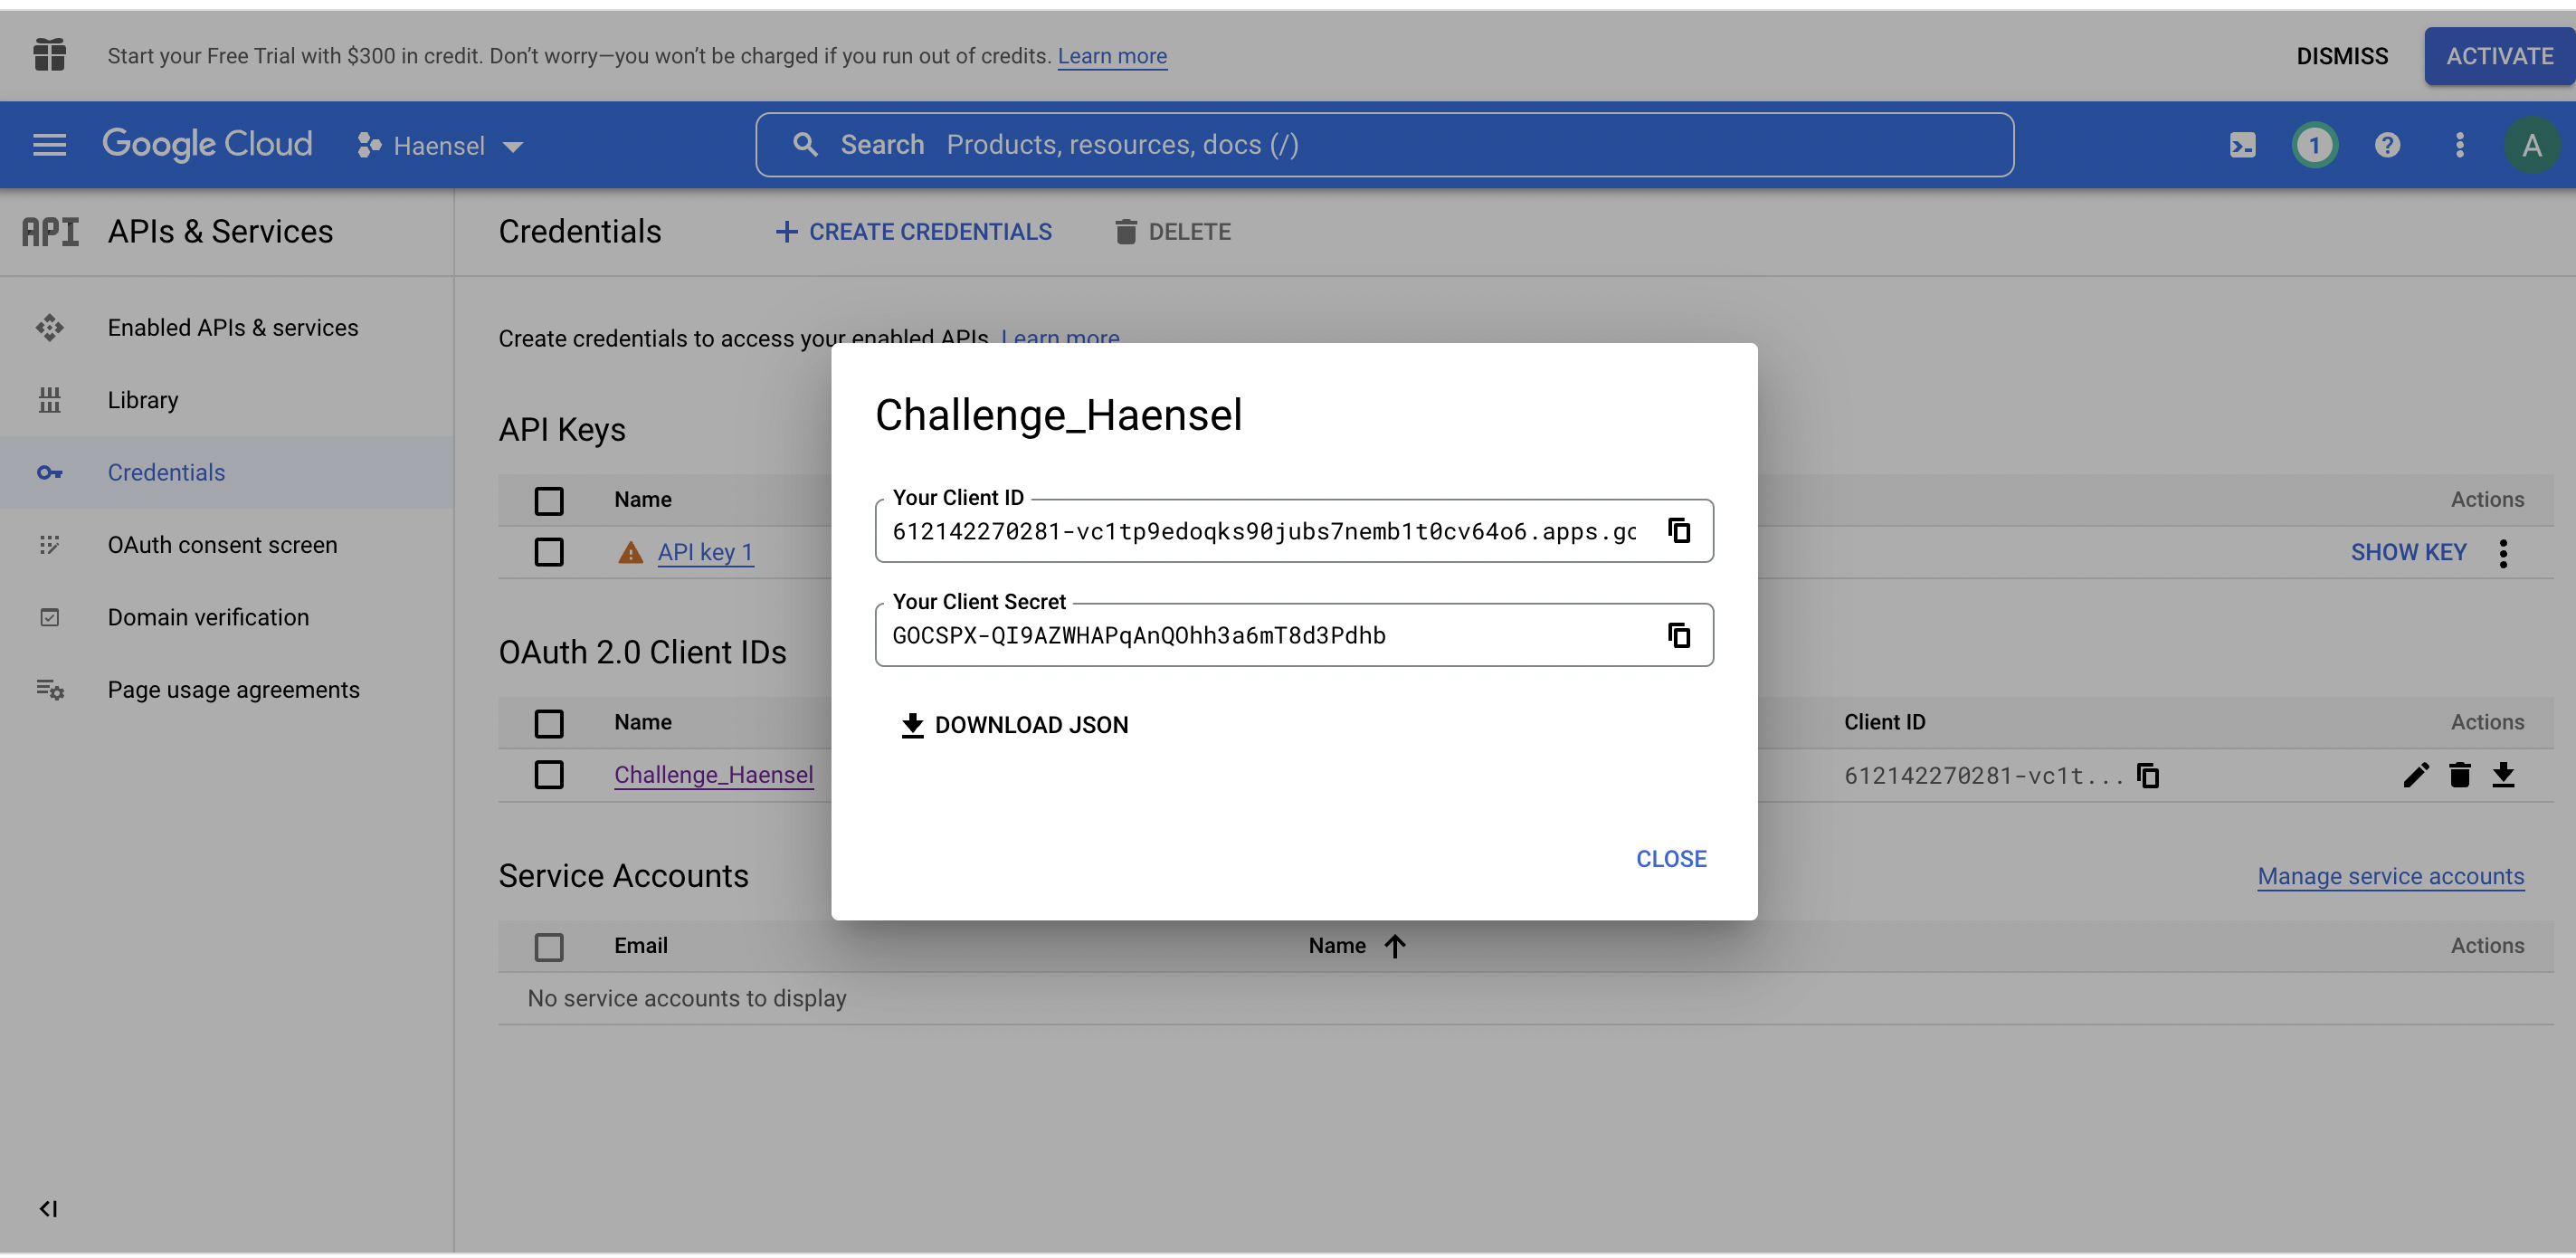 Start your Free Trial with $300 in credit. Don't worry—you won't be charged if you run out of credits. Learn more
DISMISS
ACTIVATE
Google Cloud
Haensel
Search Products, resources, docs (/)
1
A
API
APIs & Services
Enabled APIs & services
Library
Credentials
OAuth consent screen
Domain verification
Page usage agreements
Credentials
CREATE CREDENTIALS
DELETE
Create credentials to access your enabled APIs. Learn more
API Keys
Name
Actions
API key 1
SHOW KEY
OAuth 2.0 Client IDs
Name
Client ID
Actions
Challenge_Haensel
612142270281-vc1t...
Service Accounts
Manage service accounts
Email
Name
Actions
No service accounts to display
Challenge_Haensel
Your Client ID
612142270281-vc1tp9edoqks90jubs7nemb1t0cv64o6.apps.gc
Your Client Secret
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
DOWNLOAD JSON
CLOSE